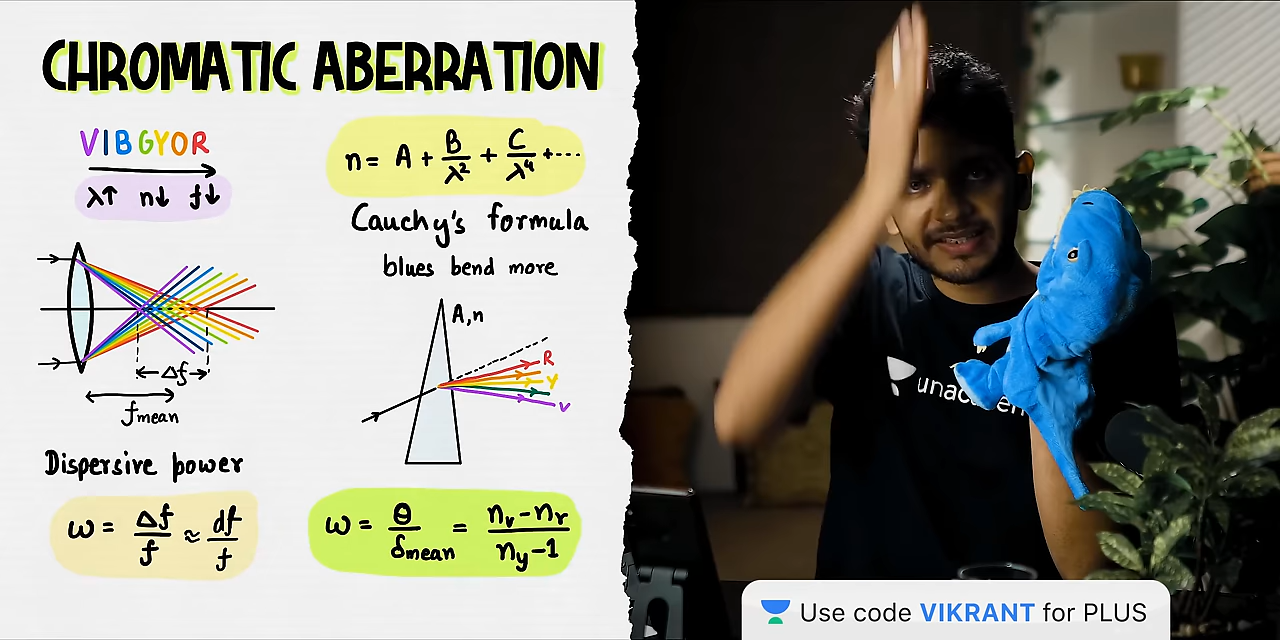 CHROMATIC ABERRATION
VIBGYOR
λ↑ n↓ f↓
n = A + B/λ² + C/λ⁴ + ....
Cauchy's formula
blues bend more
A,n
R
Y
V
Δf
fmean
Dispersive power
ω = Δf/f ≈ df/f
ω = θ/δmean = nv-nr/ny-1
Use code VIKRANT for PLUS